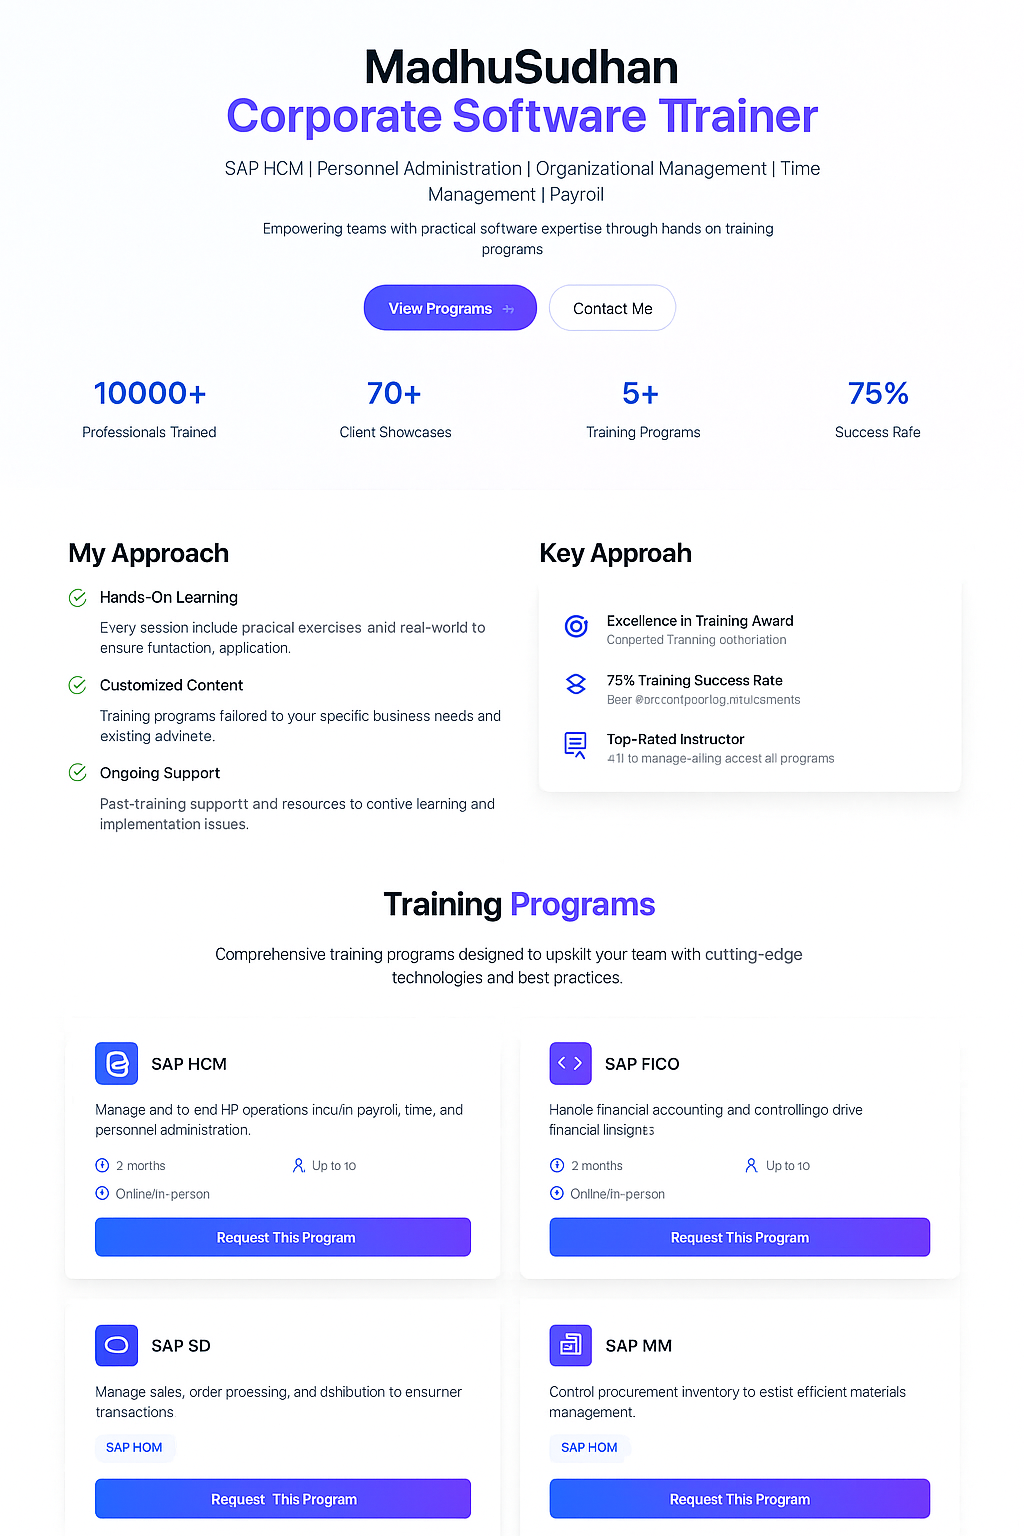 MadhuSudhan
Corporate Software Trainer
SAP HCM | Personnel Administration | Organizational Management | Time
Management | Payroil
Empowering teams with practical software expertise through hands on training
programs
View Programs
Contact Me
10000+
Professionals Trained
70+
Client Showcases
5+
Training Programs
75%
Success Rafe
My Approach
Hands-On Learning
Every session include pracical exercises anid real-world to
ensure funtaction, application.
Customized Content
Training programs failored to your specific business needs and
existing advinete.
Ongoing Support
Past-training supportt and resources to contive learning and
implementation issues.
Key Approah
Excellence in Training Award
Conperted Tranning oothoriation
75% Training Success Rate
Beer
Top-Rated Instructor
to manage-ailing accest all programs
Training Programs
Comprehensive training programs designed to upskilt your team with cutting-edge
technologies and best practices.
SAP HCM
Manage and to end HP operations incu/in payroli, time, and
personnel administration.
2 morths
Up to 10
Online/in-person
Request This Program
SAP FICO
Hanole financial accounting and controllingo drive
financial linsignts
2 months
Up to 10
Online/in-person
Request This Program
SAP SD
Manage sales, order proessing, and dshibution to ensurner
transactions
SAP HOM
Request This Program
SAP MM
Control procurement inventory to estist efficient materials
management.
SAP HOM
Request This Program